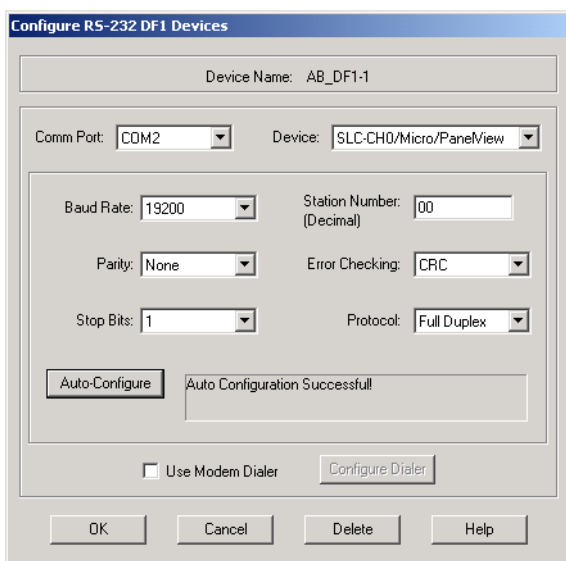 Configure RS-232 DF1 Devices
Device Name: AB_DF1-1
Comm Port: COM2 Device: SLC-CH0/Micro/PanelView
Baud Rate: 19200 Station Number: 00
(Decimal)
Parity: None Error Checking: CRC
Stop Bits: 1 Protocol: Full Duplex
Auto-Configure Auto Configuration Successful!
Use Modem Dialer Configure Dialer
OK Cancel Delete Help